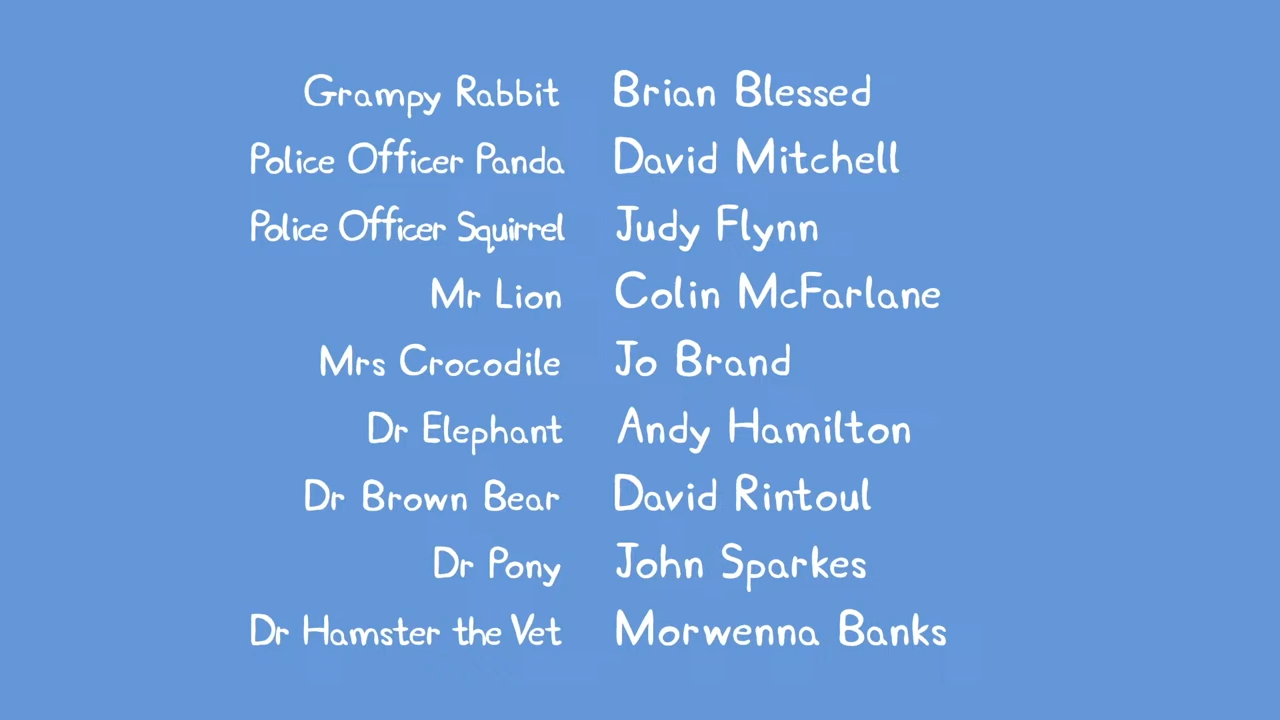 Grampy Rabbit Brian Blessed
Police Officer Panda David Mitchell
Police Officer Squirrel Judy Flynn
Mr Lion Colin McFarlane
Mrs Crocodile Jo Brand
Dr Elephant Andy Hamilton
Dr Brown Bear David Rintoul
Dr Pony John Sparkes
Dr Hamster the Vet Morwenna Banks